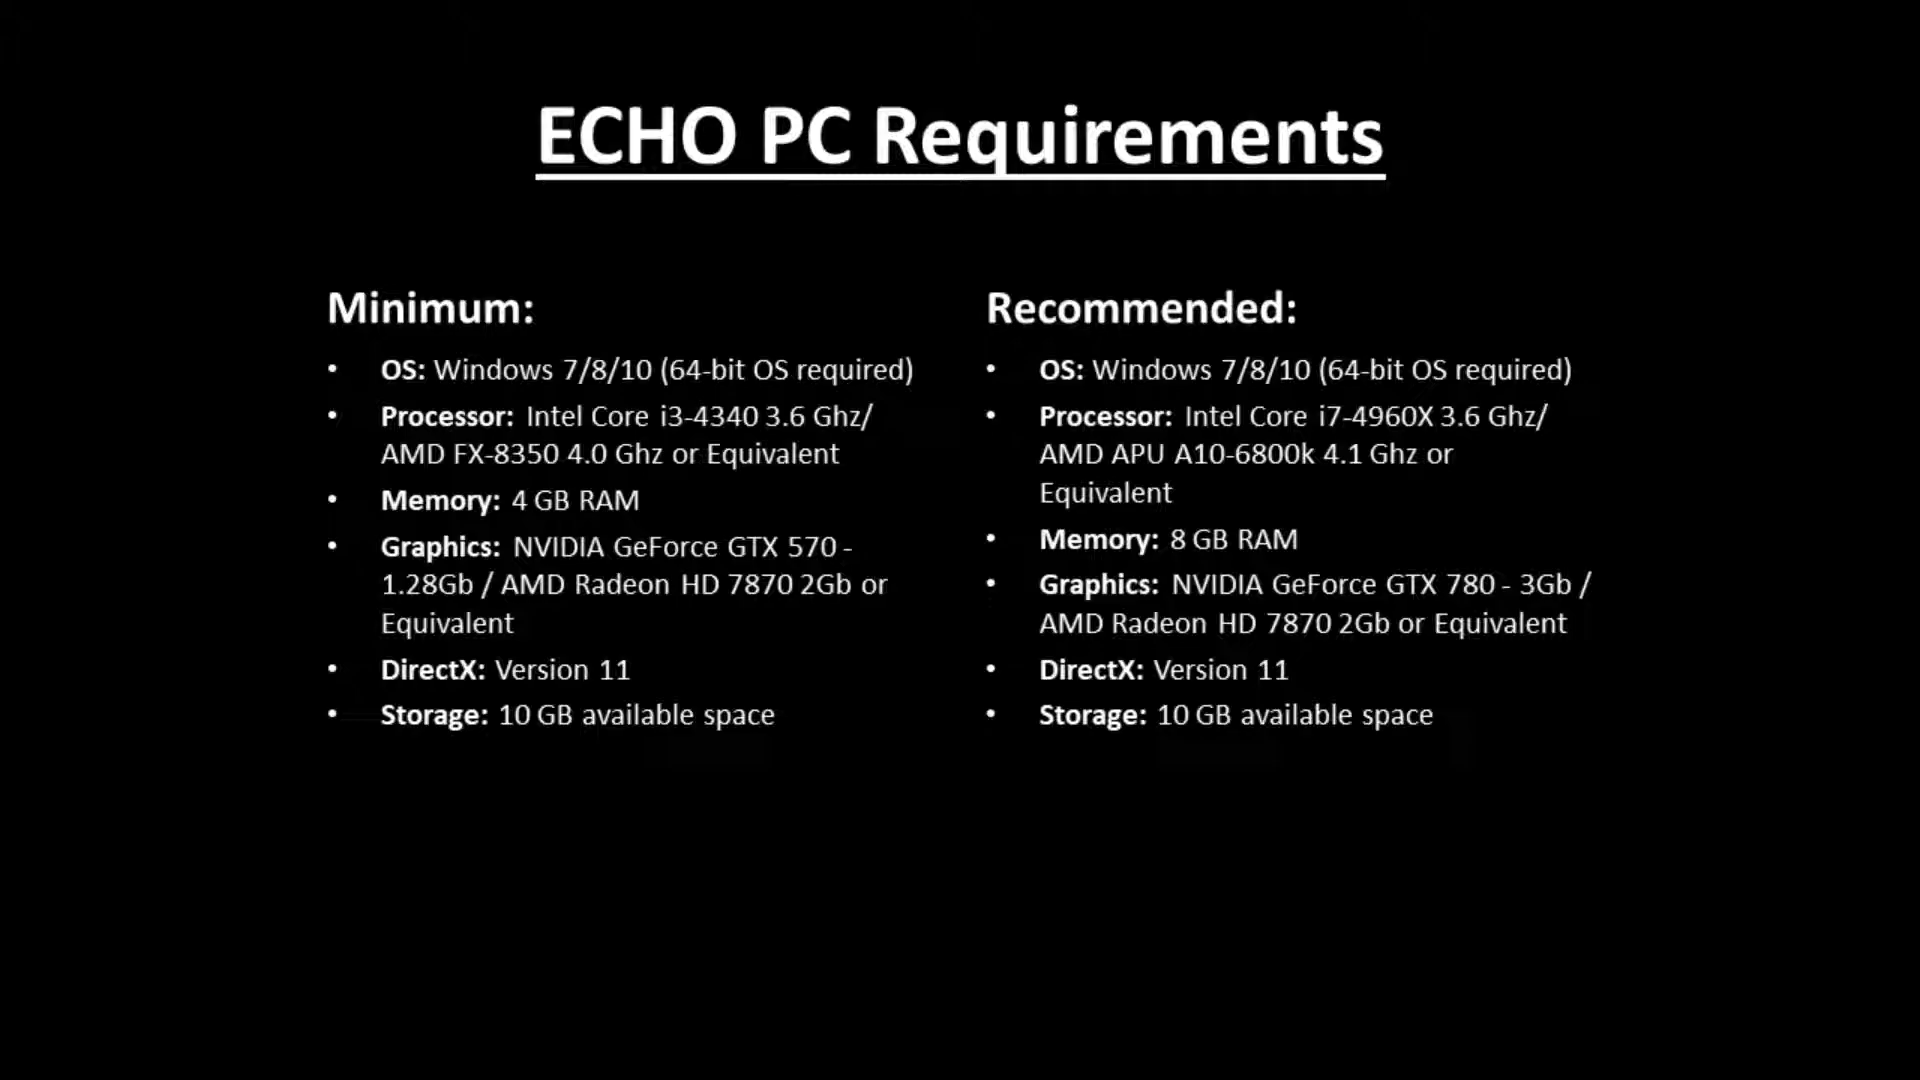 ECHO PC Requirements
Minimum:
• OS: Windows 7/8/10 (64-bit OS required)
• Processor: Intel Core i3-4340 3.6 Ghz/
AMD FX-8350 4.0 Ghz or Equivalent
• Memory: 4 GB RAM
• Graphics: NVIDIA GeForce GTX 570 -
1.28Gb / AMD Radeon HD 7870 2Gb or
Equivalent
• DirectX: Version 11
• Storage: 10 GB available space
Recommended:
• OS: Windows 7/8/10 (64-bit OS required)
• Processor: Intel Core i7-4960X 3.6 Ghz/
AMD APU A10-6800k 4.1 Ghz or
Equivalent
• Memory: 8 GB RAM
• Graphics: NVIDIA GeForce GTX 780 - 3Gb /
AMD Radeon HD 7870 2Gb or Equivalent
• DirectX: Version 11
• Storage: 10 GB available space